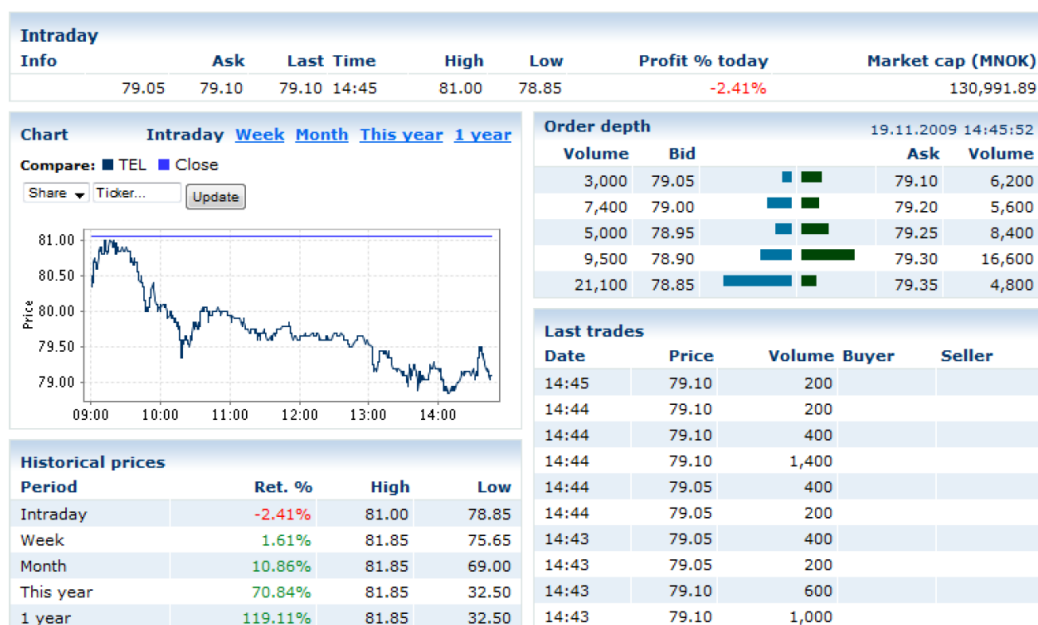 Intraday
Info Ask Last Time High Low Profit % today Market cap (MNOK)
79.05 79.10 79.10 14:45 81.00 78.85 -2.41% 130,991.89
Chart Intraday Week Month This year 1 year
Compare: TEL Close
Share Ticker... Update
81.00
80.50
80.00
79.50
79.00
Price
09:00 10:00 11:00 12:00 13:00 14:00
Historical prices
Period Ret. % High Low
Intraday -2.41% 81.00 78.85
Week 1.61% 81.85 75.65
Month 10.86% 81.85 69.00
This year 70.84% 81.85 32.50
1 year 119.11% 81.85 32.50
Order depth 19.11.2009 14:45:52
Volume Bid Ask Volume
3,000 79.05 79.10 6,200
7,400 79.00 79.20 5,600
5,000 78.95 79.25 8,400
9,500 78.90 79.30 16,600
21,100 78.85 79.35 4,800
Last trades
Date Price Volume Buyer Seller
14:45 79.10 200
14:44 79.10 200
14:44 79.10 400
14:44 79.10 1,400
14:44 79.05 400
14:44 79.05 200
14:43 79.05 400
14:43 79.05 200
14:43 79.10 600
14:43 79.10 1,000